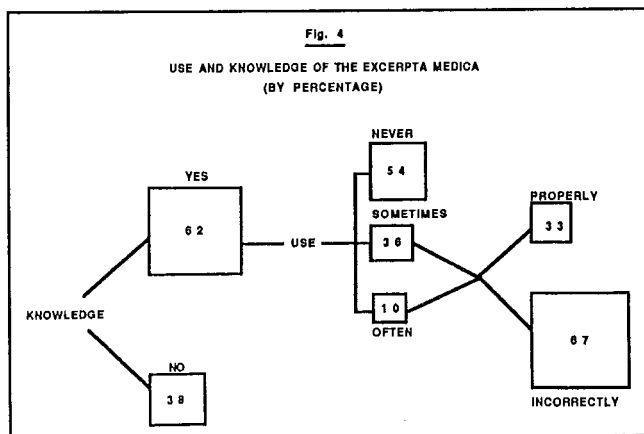 Fig. 4
USE AND KNOWLEDGE OF THE EXCERPTA MEDICA
(BY PERCENTAGE)
NEVER
54
YES
62
USE
SOMETIMES
36
10
OFTEN
PROPERLY
33
KNOWLEDGE
NO
38
67
INCORRECTLY